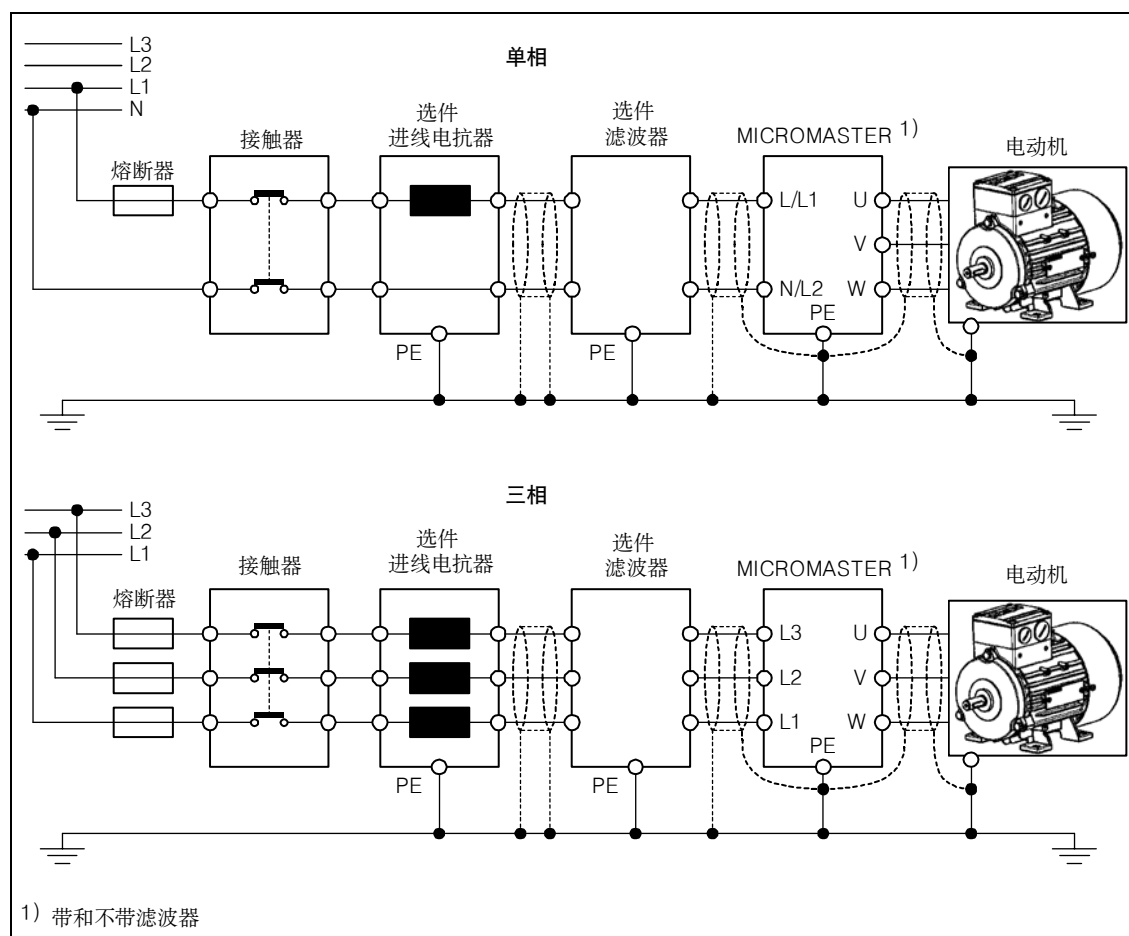 L3
L2
L1
N
单相
熔断器
接触器
选件
进线电抗器
选件
滤波器
MICROMASTER 1)
电动机
L/L1
N/L2
U
V
W
PE
PE
PE
三相
L3
L2
L1
熔断器
接触器
选件
进线电抗器
选件
滤波器
MICROMASTER 1)
电动机
L3
L2
L1
U
V
W
PE
PE
PE
1) 带和不带滤波器